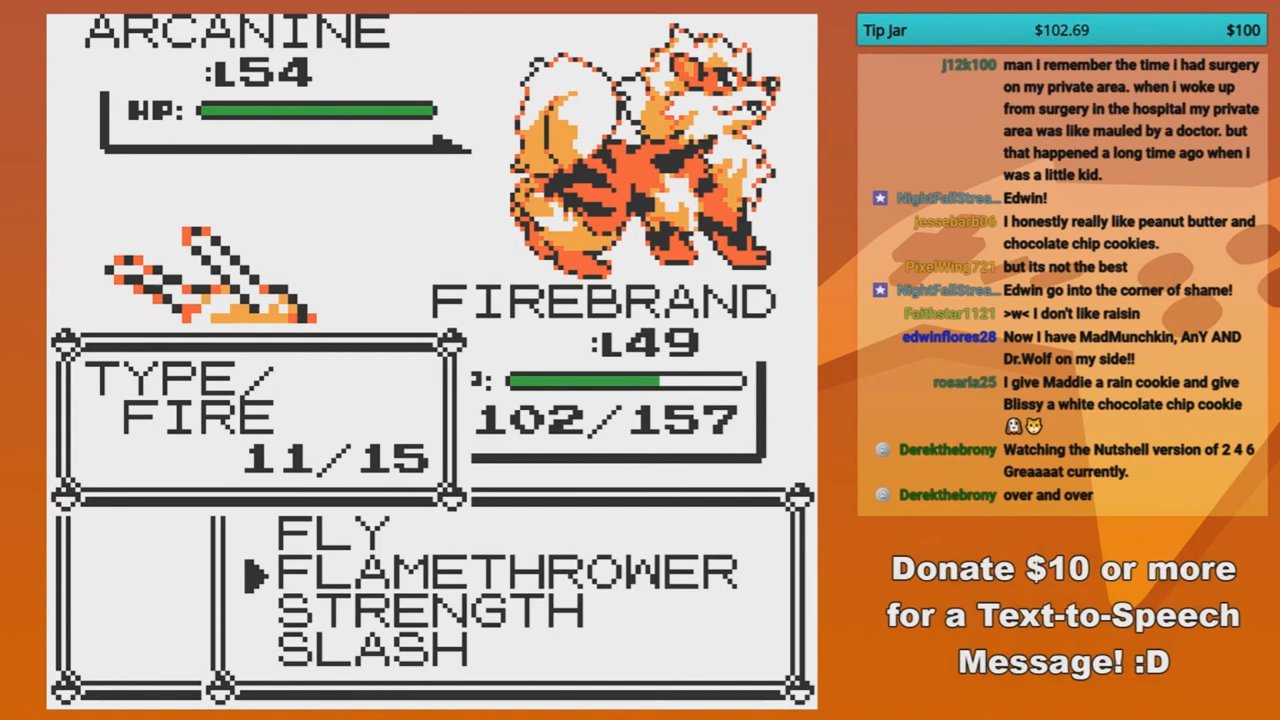 ARCANINE
:L54
HP:
FIREBRAND
:L49
102/157
TYPE/
FIRE
11/15
FLY
FLAMETHROWER
STRENGTH
SLASH
Tip Jar $102.69 $100
j12k100 man i remember the time i had surgery
on my private area. when i woke up
from surgery in the hospital my private
area was like mauled by a doctor. but
that happened a long time ago when i
was a little kid.
NightFallStrea... Edwin!
jessebarb06 I honestly really like peanut butter and
chocolate chip cookies.
PixelWing721 but its not the best
NightFallStrea... Edwin go into the corner of shame!
Faithstar1121 >w< I don't like raisin
edwinflores28 Now I have MadMunchkin, AnY AND
Dr.Wolf on my side!!
rosaria25 I give Maddie a rain cookie and give
Blissy a white chocolate chip cookie
Derekthebrony Watching the Nutshell version of 2 4 6
Greaaaat currently.
Derekthebrony over and over
Donate $10 or more
for a Text-to-Speech
Message! :D